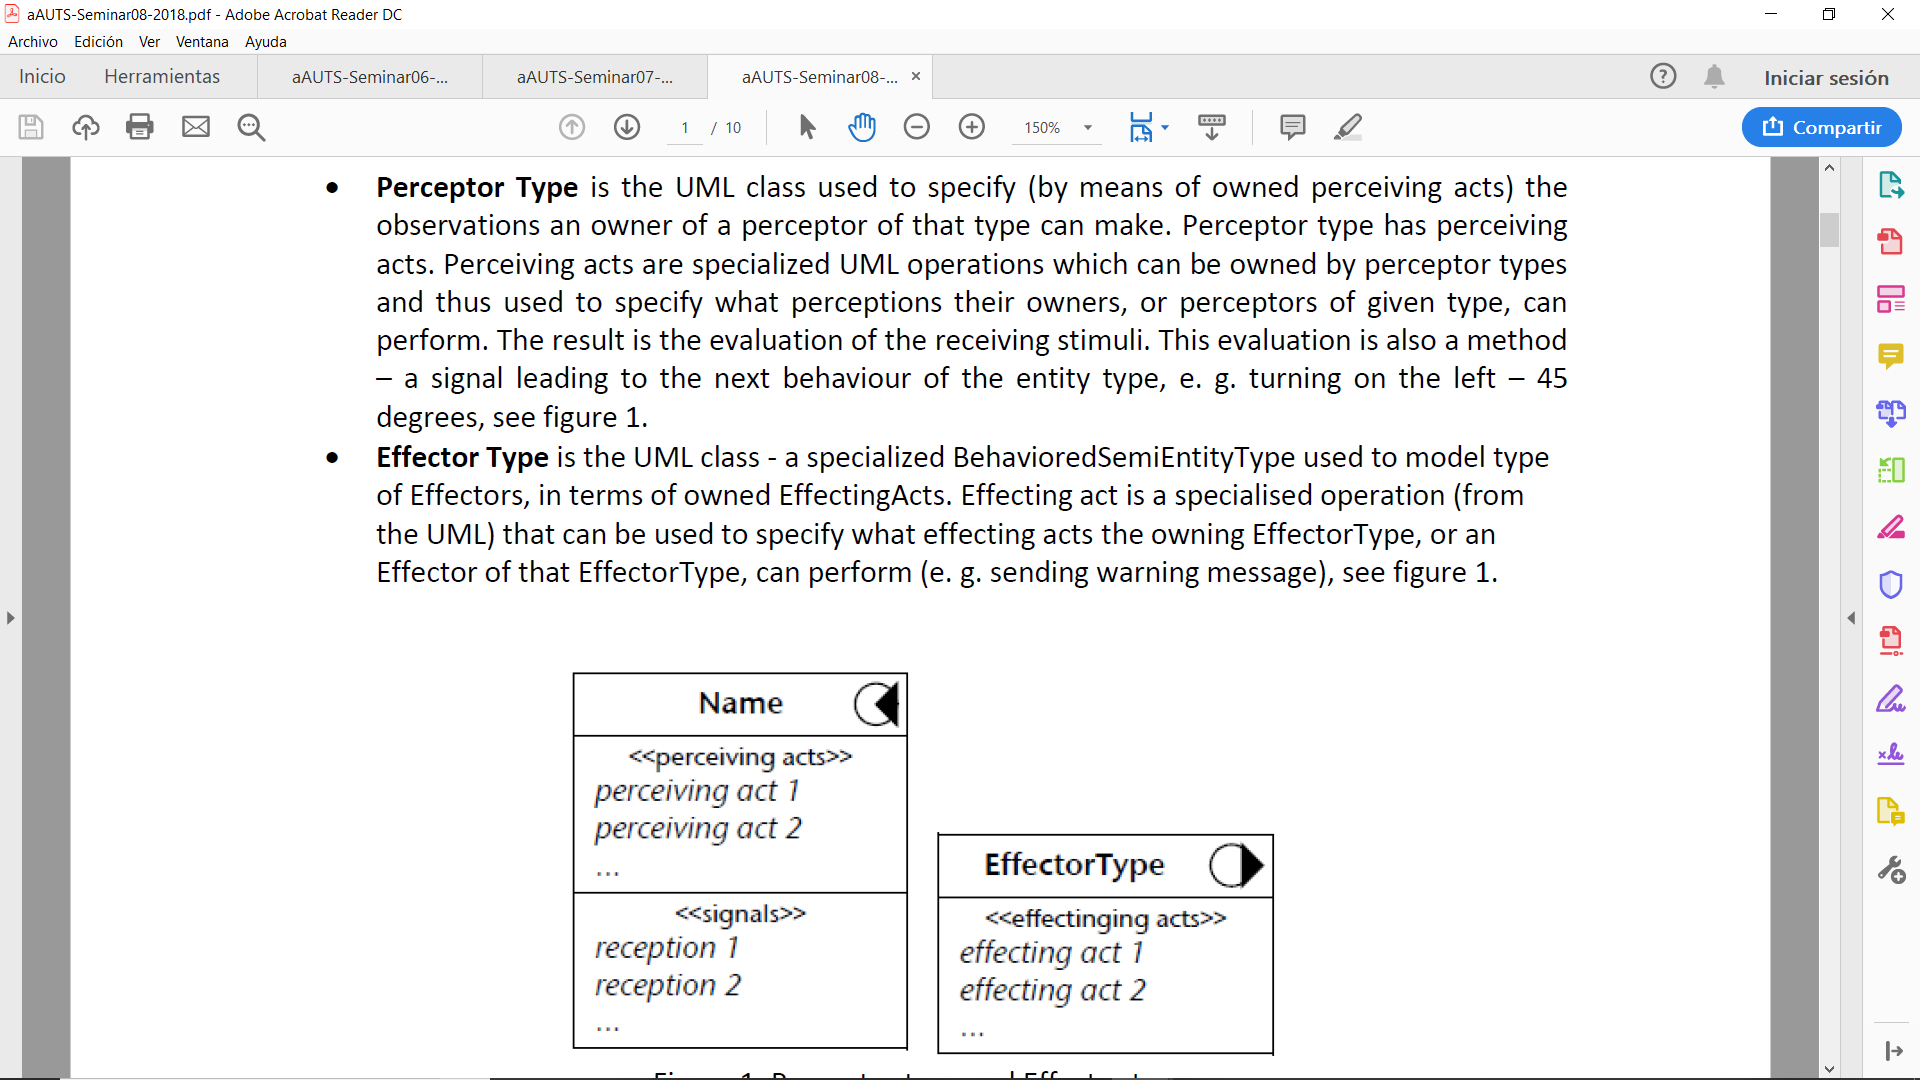 aAUTS-Seminar08-2018.pdf - Adobe Acrobat Reader DC
Archivo Edición Ver Ventana Ayuda
Inicio Herramientas aAUTS-Seminar06-... aAUTS-Seminar07-... aAUTS-Seminar08-... Iniciar sesión
1 / 10 150% Compartir
• Perceptor Type is the UML class used to specify (by means of owned perceiving acts) the
observations an owner of a perceptor of that type can make. Perceptor type has perceiving
acts. Perceiving acts are specialized UML operations which can be owned by perceptor types
and thus used to specify what perceptions their owners, or perceptors of given type, can
perform. The result is the evaluation of the receiving stimuli. This evaluation is also a method
– a signal leading to the next behaviour of the entity type, e. g. turning on the left – 45
degrees, see figure 1.
• Effector Type is the UML class - a specialized BehavioredSemiEntityType used to model type
of Effectors, in terms of owned EffectingActs. Effecting act is a specialised operation (from
the UML) that can be used to specify what effecting acts the owning EffectorType, or an
Effector of that EffectorType, can perform (e. g. sending warning message), see figure 1.
Name
<<perceiving acts>>
perceiving act 1
perceiving act 2
...
<<signals>>
reception 1
reception 2
...
EffectorType
<<effectinging acts>>
effecting act 1
effecting act 2
...